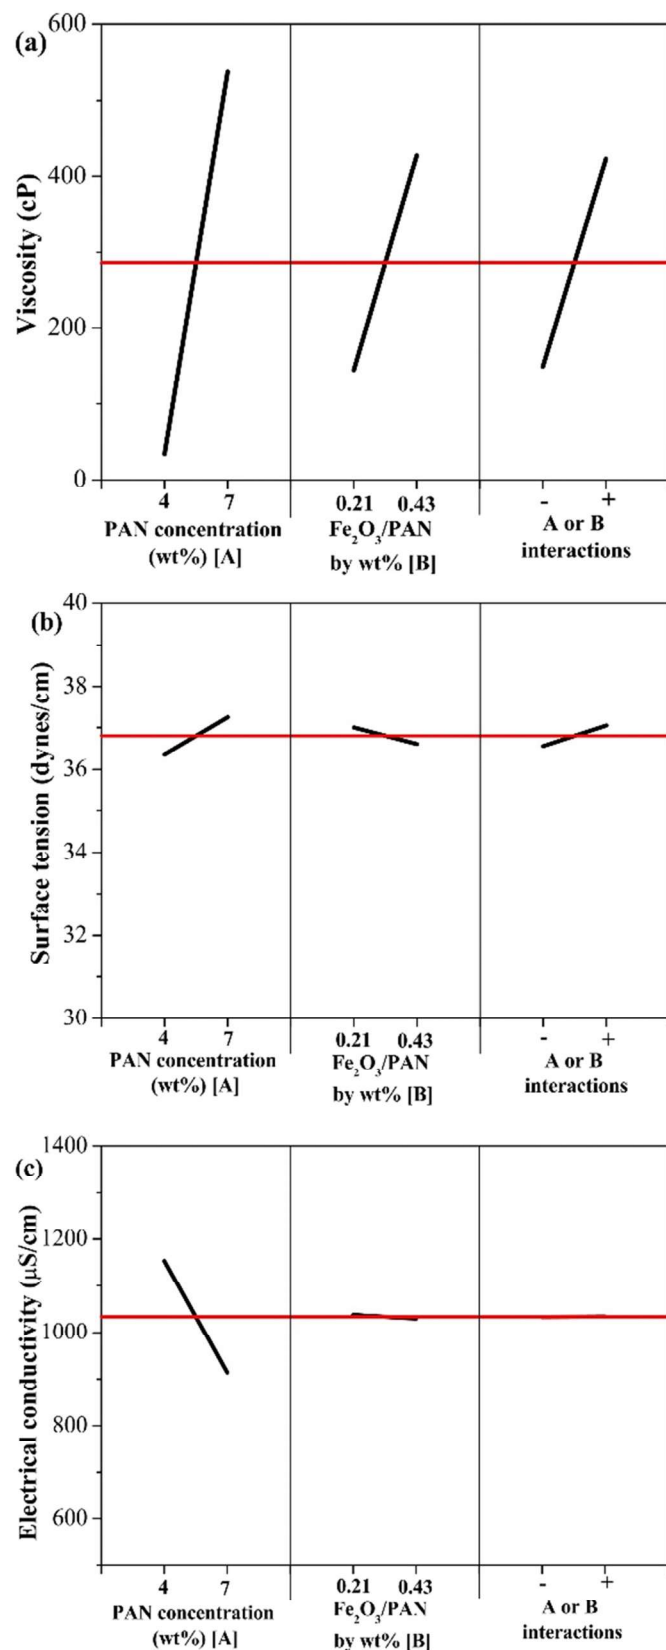 (a)
Viscosity (cP)
600
400
200
0
4 7 0.21 0.43 - +
PAN concentration Fe₂O₃/PAN A or B
(wt%) [A] by wt% [B] interactions
(b)
Surface tension (dynes/cm)
40
38
36
34
32
30
4 7 0.21 0.43 - +
PAN concentration Fe₂O₃/PAN A or B
(wt%) [A] by wt% [B] interactions
(c)
Electrical conductivity (µS/cm)
1400
1200
1000
800
600
4 7 0.21 0.43 - +
PAN concentration Fe₂O₃/PAN A or B
(wt%) [A] by wt% [B] interactions